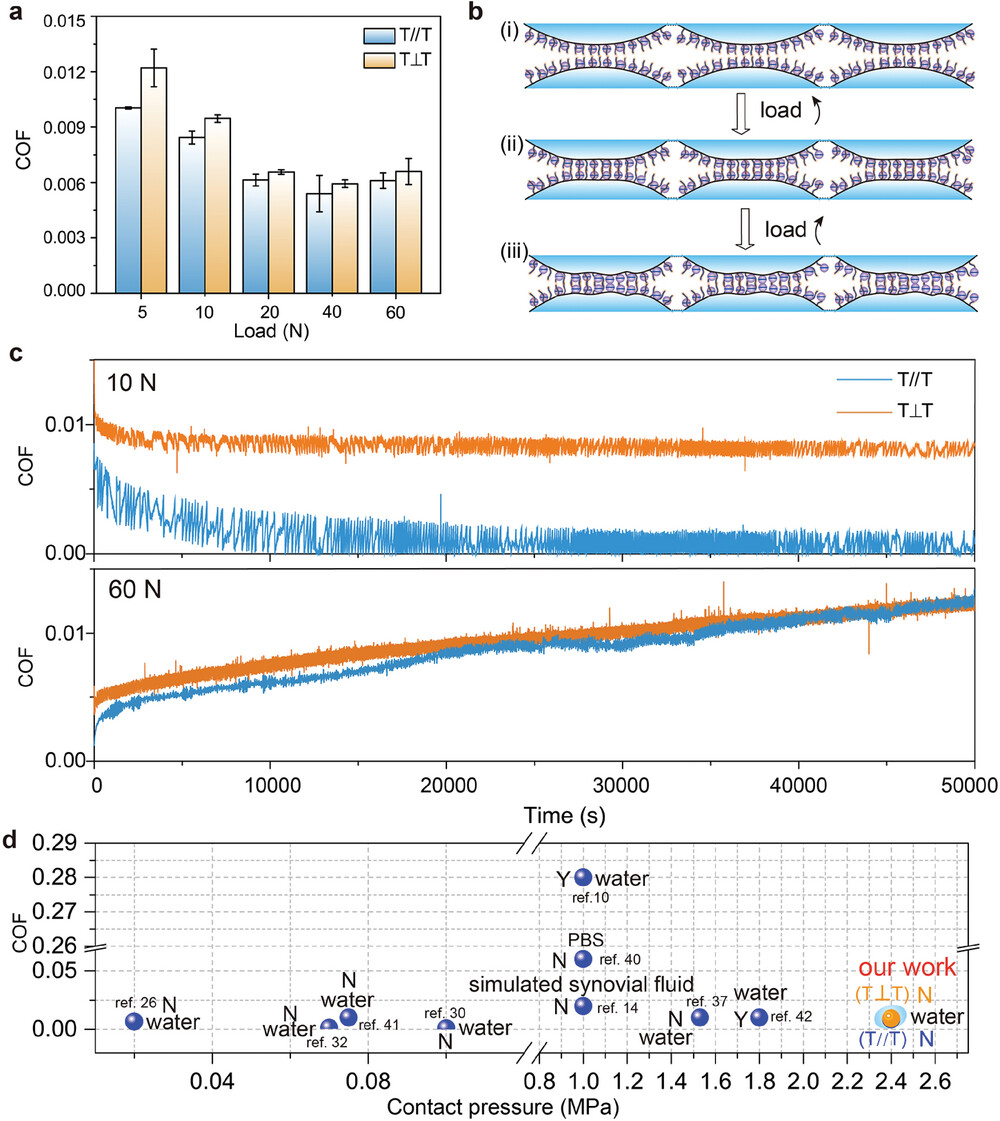 a
0.015
0.012
0.009
0.006
0.003
0.000
COF
T//T
T⊥T
5 10 20 40 60
Load (N)
b
(i)
load
(ii)
load
(iii)
c
10 N
T//T
T⊥T
0.01
COF
0.00
60 N
0.01
COF
0.00
0 10000 20000 30000 40000 50000
Time (s)
d
0.29
0.28
0.27
0.26
0.05
0.00
COF
Y water
ref.10
PBS
N ref. 40
simulated synovial fluid
N ref. 14
ref. 26 N
water
N
water
ref. 32
N
water
ref. 41
ref. 30
water
N
ref. 37
N
water
water
Y ref. 42
our work
(T⊥T) N
water
(T//T) N
0.04 0.08 0.8 1.0 1.2 1.4 1.6 1.8 2.0 2.2 2.4 2.6
Contact pressure (MPa)